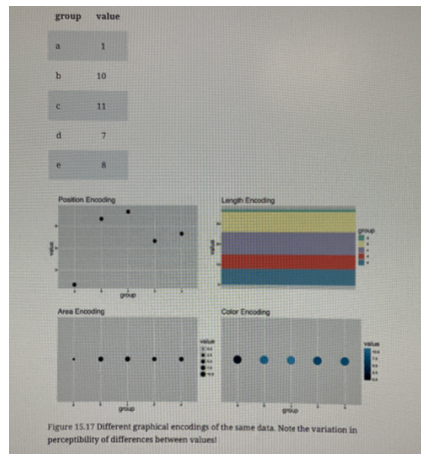 group value
a 1
b 10
c 11
d 7
e 8
Position Encoding
Length Encoding
value
group
value
group
Area Encoding
Color Encoding
value
group
value
group
Figure 15.17 Different graphical encodings of the same data. Note the variation in
perceptibility of differences between values!